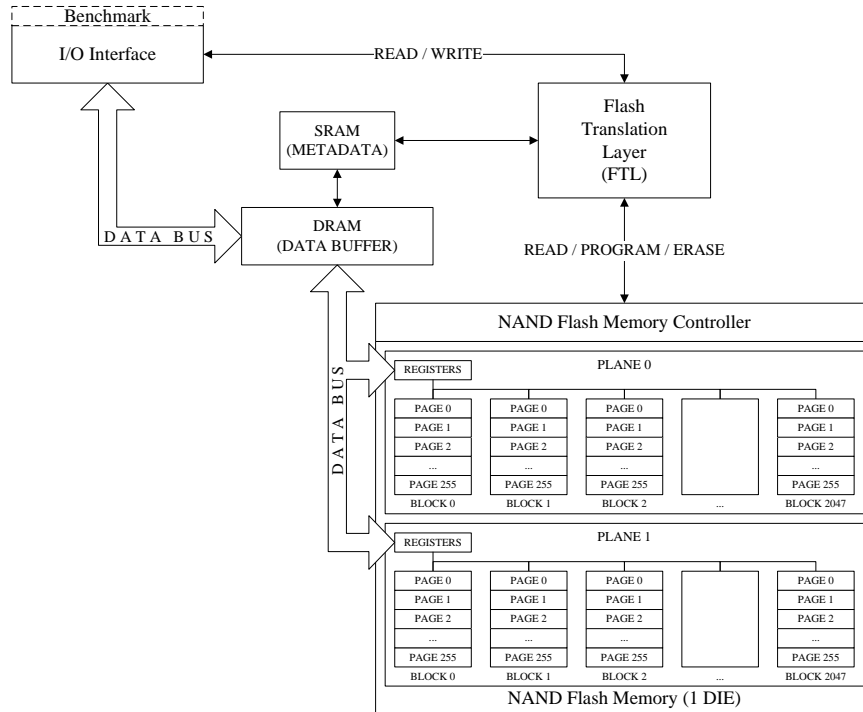 Benchmark
I/O Interface
READ / WRITE
Flash
Translation
Layer
(FTL)
SRAM
(METADATA)
DRAM
(DATA BUFFER)
DATA BUS
READ / PROGRAM / ERASE
NAND Flash Memory Controller
DATA BUS
PLANE 0
REGISTERS
PAGE 0 PAGE 0 PAGE 0 PAGE 0
PAGE 1 PAGE 1 PAGE 1 PAGE 1
PAGE 2 PAGE 2 PAGE 2 PAGE 2
... ... ... ...
PAGE 255 PAGE 255 PAGE 255 PAGE 255
BLOCK 0 BLOCK 1 BLOCK 2 ... BLOCK 2047
PLANE 1
REGISTERS
PAGE 0 PAGE 0 PAGE 0 PAGE 0
PAGE 1 PAGE 1 PAGE 1 PAGE 1
PAGE 2 PAGE 2 PAGE 2 PAGE 2
... ... ... ...
PAGE 255 PAGE 255 PAGE 255 PAGE 255
BLOCK 0 BLOCK 1 BLOCK 2 ... BLOCK 2047
NAND Flash Memory (1 DIE)